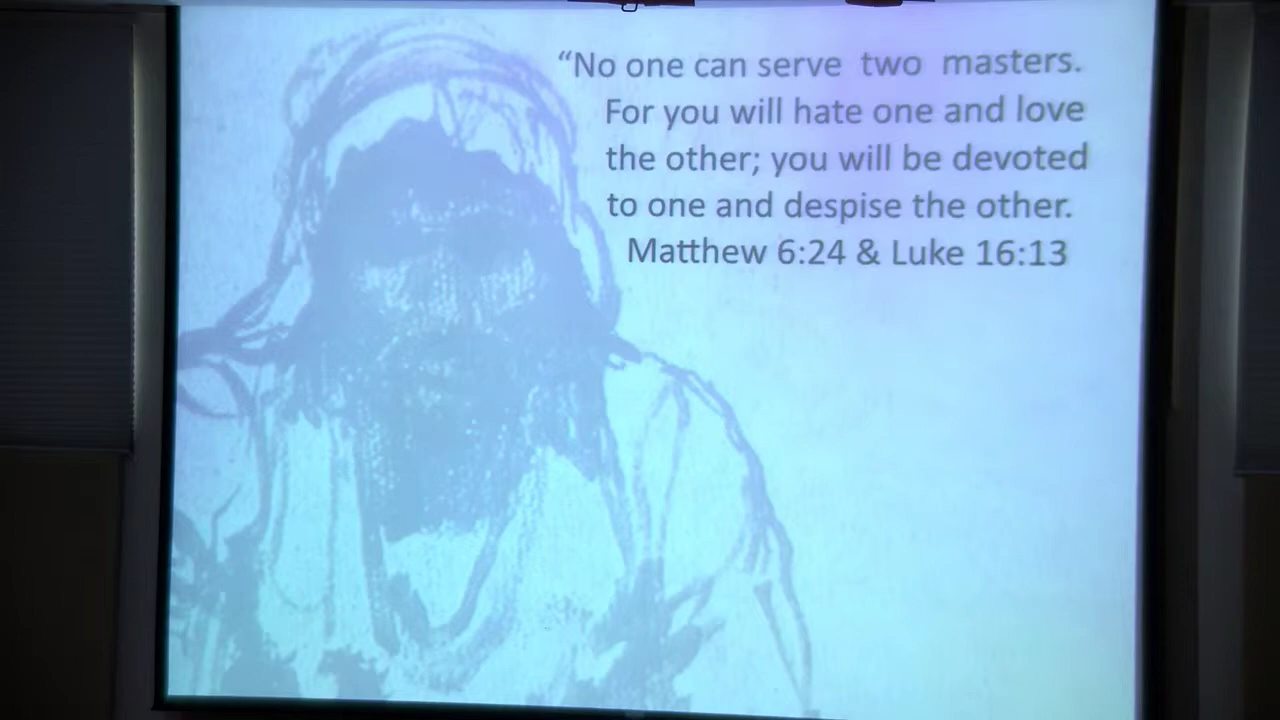 “No one can serve two masters.
For you will hate one and love
the other; you will be devoted
to one and despise the other.
Matthew 6:24 & Luke 16:13